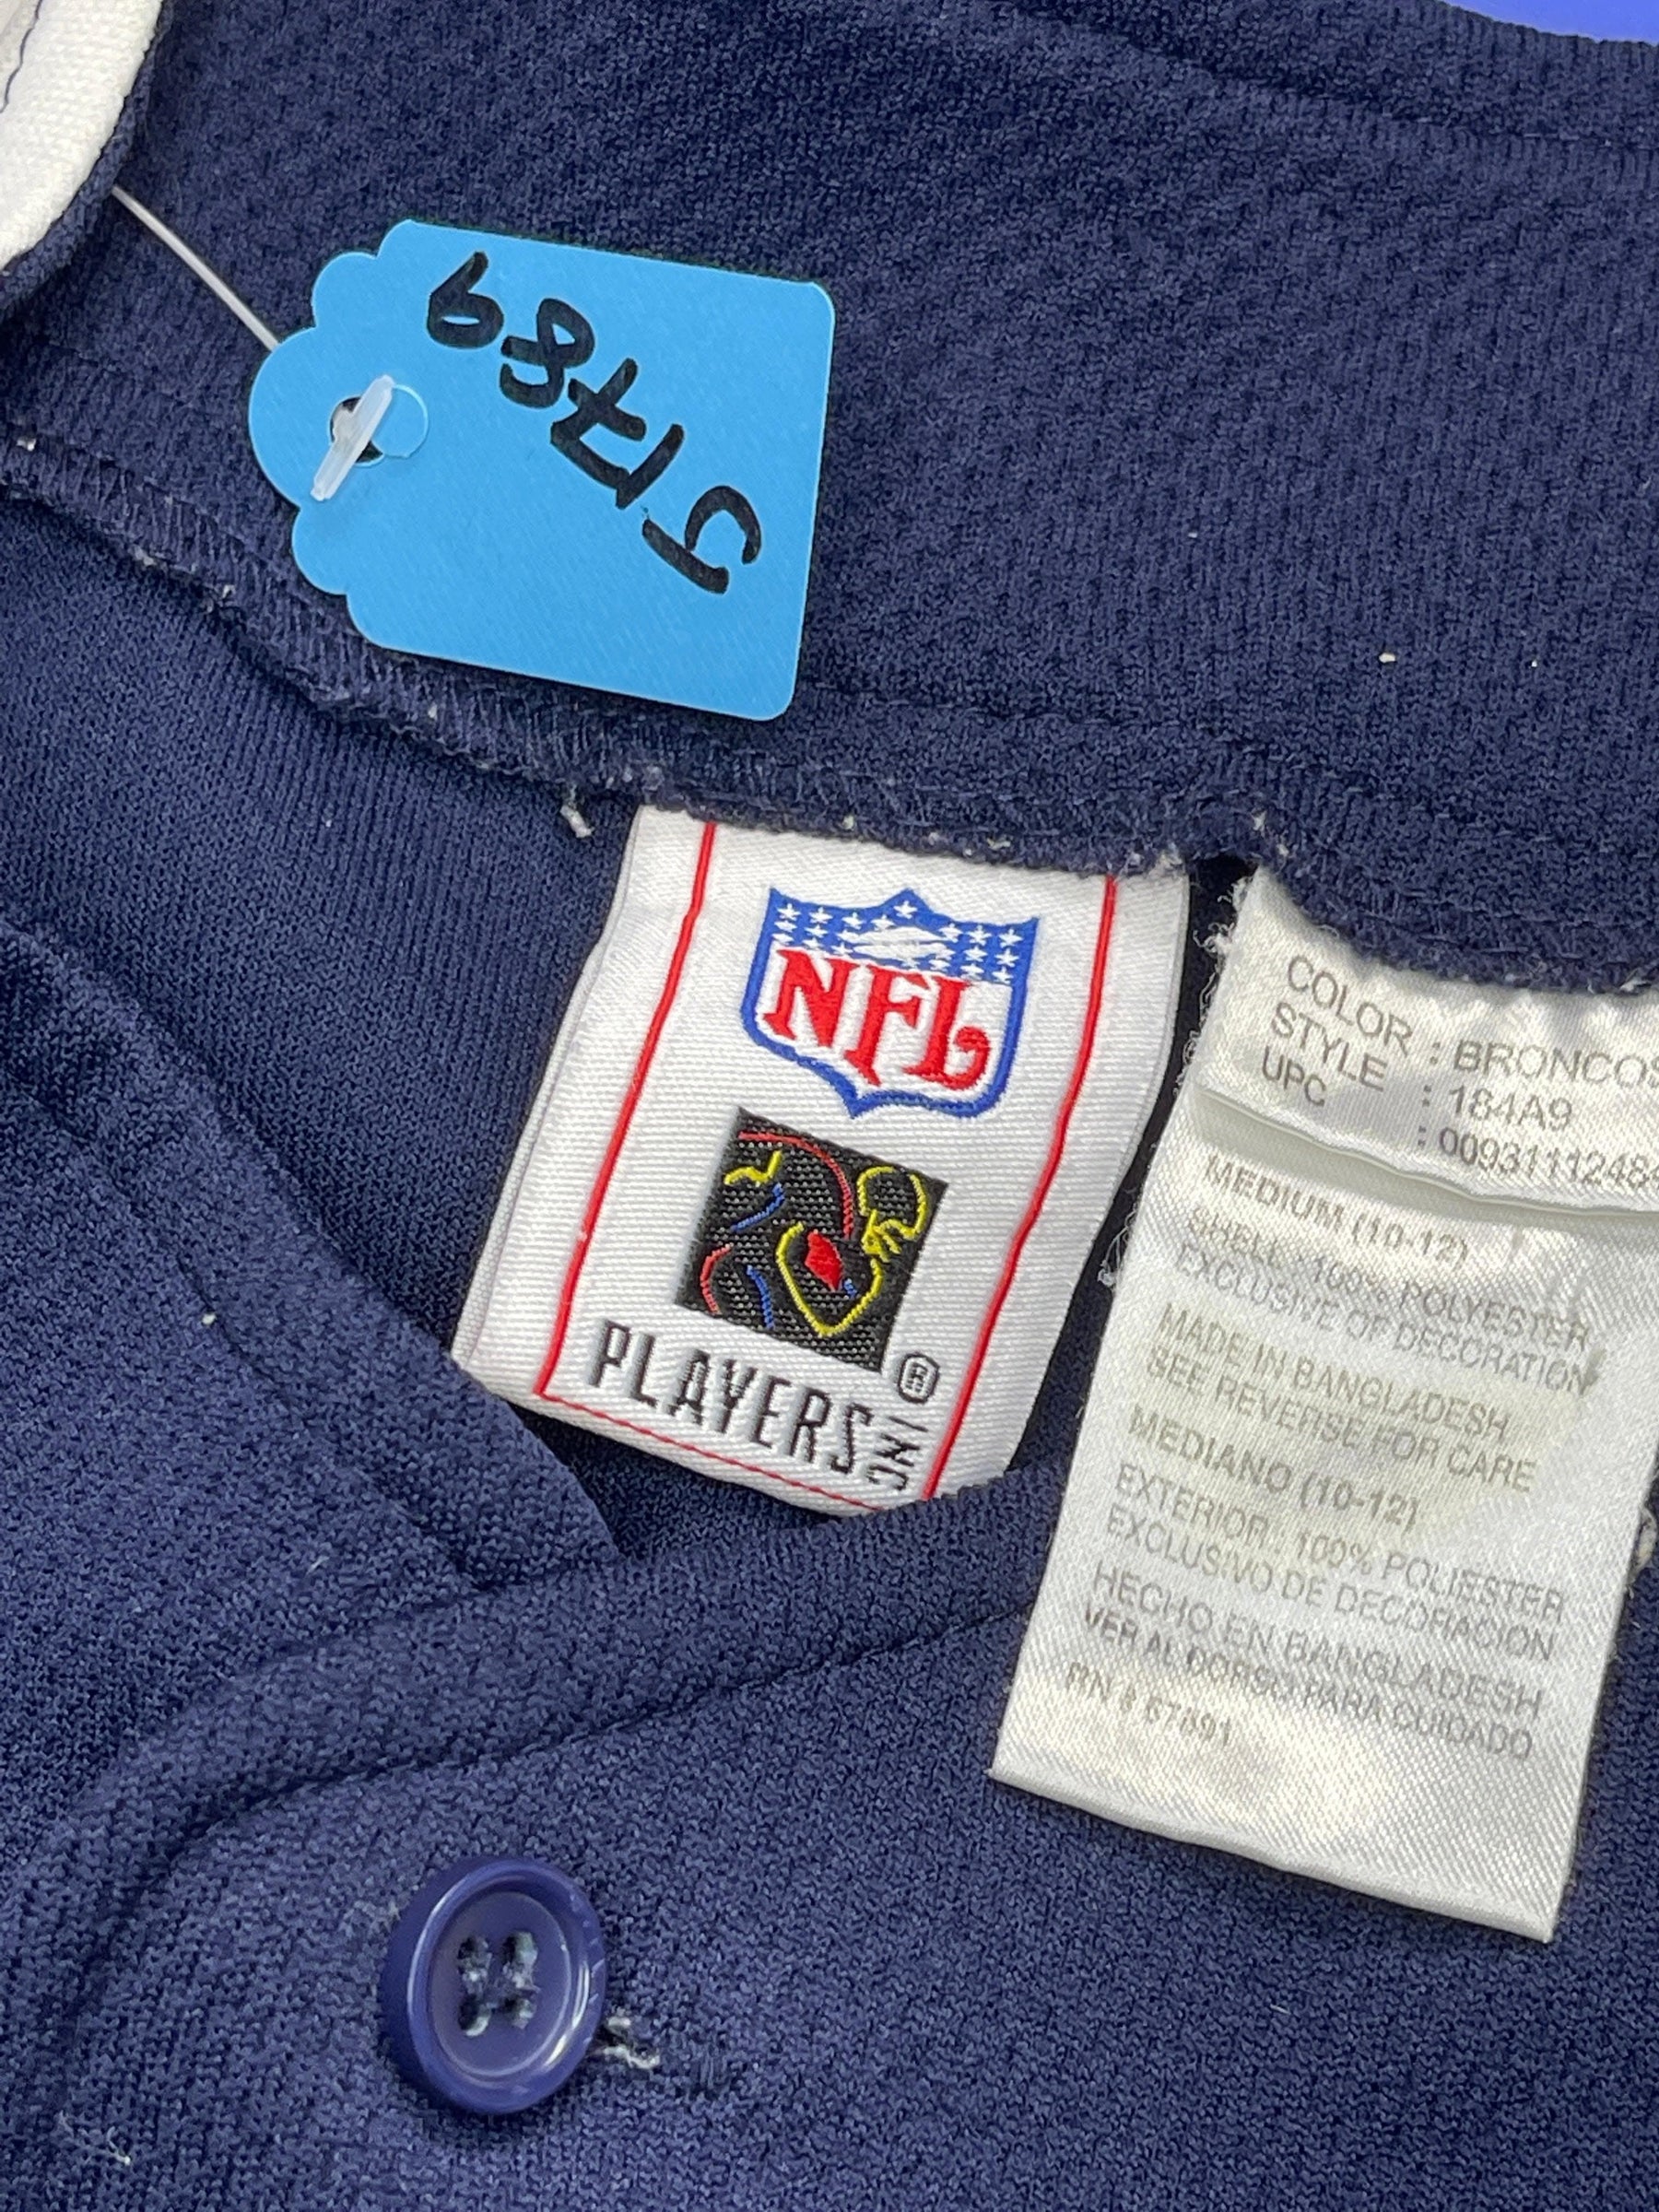 51789
NFL
PLAYERS INC ®
COLOR : BRONCOS
STYLE : 184A9
UPC : 0093111248
MEDIUM (10-12)
SHELL: 100% POLYESTER
EXCLUSIVE OF DECORATION
MADE IN BANGLADESH
SEE REVERSE FOR CARE
MEDIANO (10-12)
EXTERIOR: 100% POLIESTER
EXCLUSIVO DE DECORACION
HECHO EN BANGLADESH
VER AL DORSO PARA CUIDADO
RN #